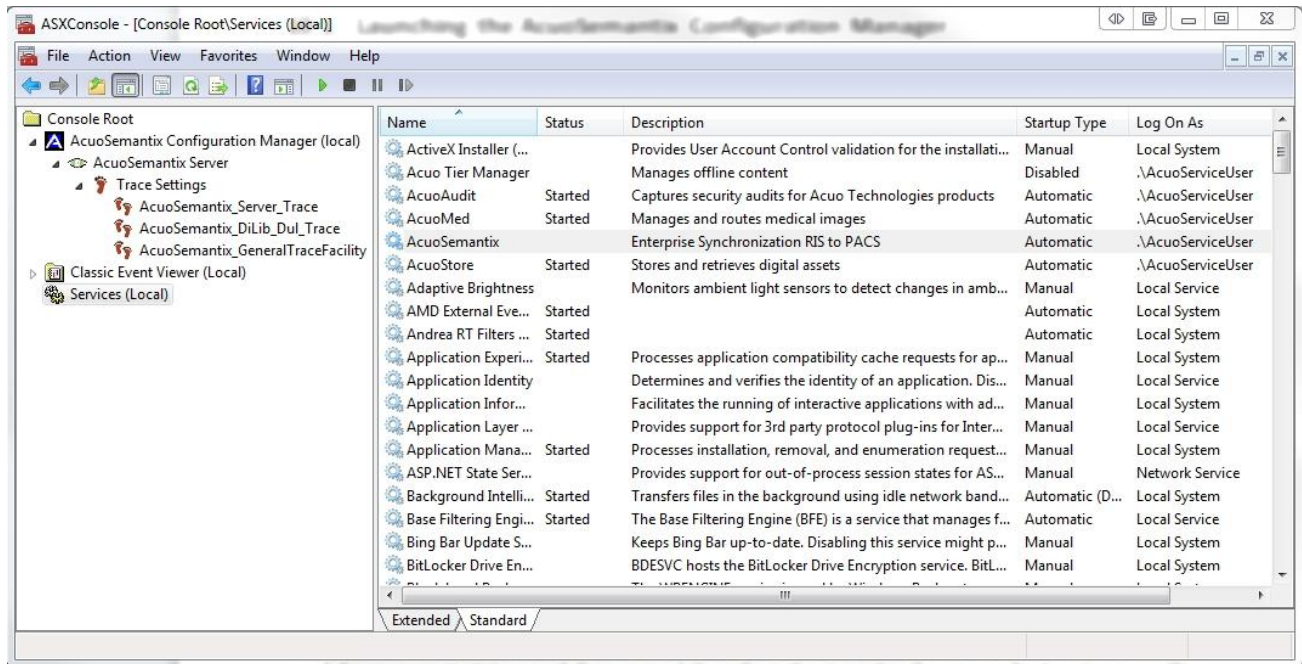 ASXConsole - [Console Root\Services (Local)]
Launching the AcuoSemantix Configuration Manager
File Action View Favorites Window Help
Console Root
AcuoSemantix Configuration Manager (local)
AcuoSemantix Server
Trace Settings
AcuoSemantix_Server_Trace
AcuoSemantix_DiLib_Dul_Trace
AcuoSemantix_GeneralTraceFacility
Classic Event Viewer (Local)
Services (Local)
Name Status Description Startup Type Log On As
ActiveX Installer (... Provides User Account Control validation for the installati... Manual Local System
Acuo Tier Manager Manages offline content Disabled .\AcuoServiceUser
AcuoAudit Started Captures security audits for Acuo Technologies products Automatic .\AcuoServiceUser
AcuoMed Started Manages and routes medical images Automatic .\AcuoServiceUser
AcuoSemantix Enterprise Synchronization RIS to PACS Automatic .\AcuoServiceUser
AcuoStore Started Stores and retrieves digital assets Automatic .\AcuoServiceUser
Adaptive Brightness Monitors ambient light sensors to detect changes in amb... Manual Local Service
AMD External Eve... Started Automatic Local System
Andrea RT Filters ... Started Automatic Local System
Application Experi... Started Processes application compatibility cache requests for ap... Manual Local System
Application Identity Determines and verifies the identity of an application. Dis... Manual Local Service
Application Infor... Facilitates the running of interactive applications with ad... Manual Local System
Application Layer ... Provides support for 3rd party protocol plug-ins for Inter... Manual Local Service
Application Mana... Started Processes installation, removal, and enumeration request... Manual Local System
ASP.NET State Ser... Provides support for out-of-process session states for AS... Manual Network Service
Background Intelli... Started Transfers files in the background using idle network band... Automatic (D... Local System
Base Filtering Engi... Started The Base Filtering Engine (BFE) is a service that manages f... Automatic Local Service
Bing Bar Update S... Keeps Bing Bar up-to-date. Disabling this service might p... Manual Local System
BitLocker Drive En... BDESVC hosts the BitLocker Drive Encryption service. BitL... Manual Local System
Extended Standard